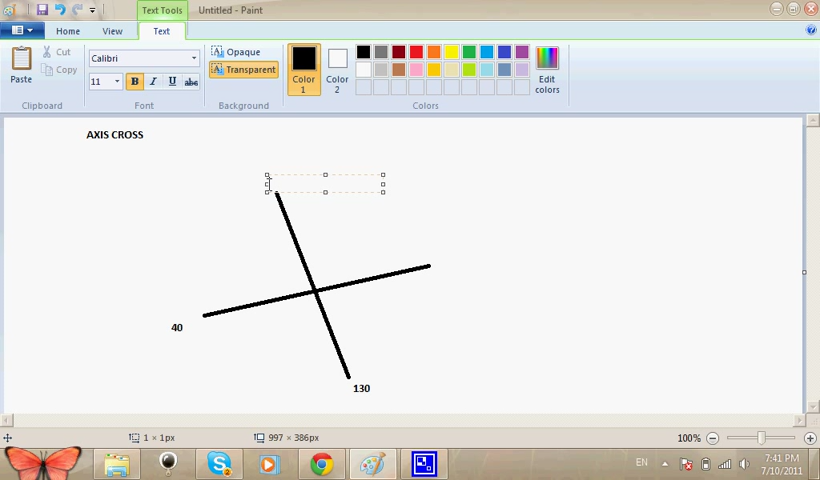 Text Tools
Untitled - Paint
Home
View
Text
Paste
Cut
Copy
Clipboard
Calibri
11
B I U abc
Font
Opaque
Transparent
Background
Color 1
Color 2
Edit colors
Colors
AXIS CROSS
40
130
1 × 1px
997 × 386px
100%
2
EN
7:41 PM
7/10/2011